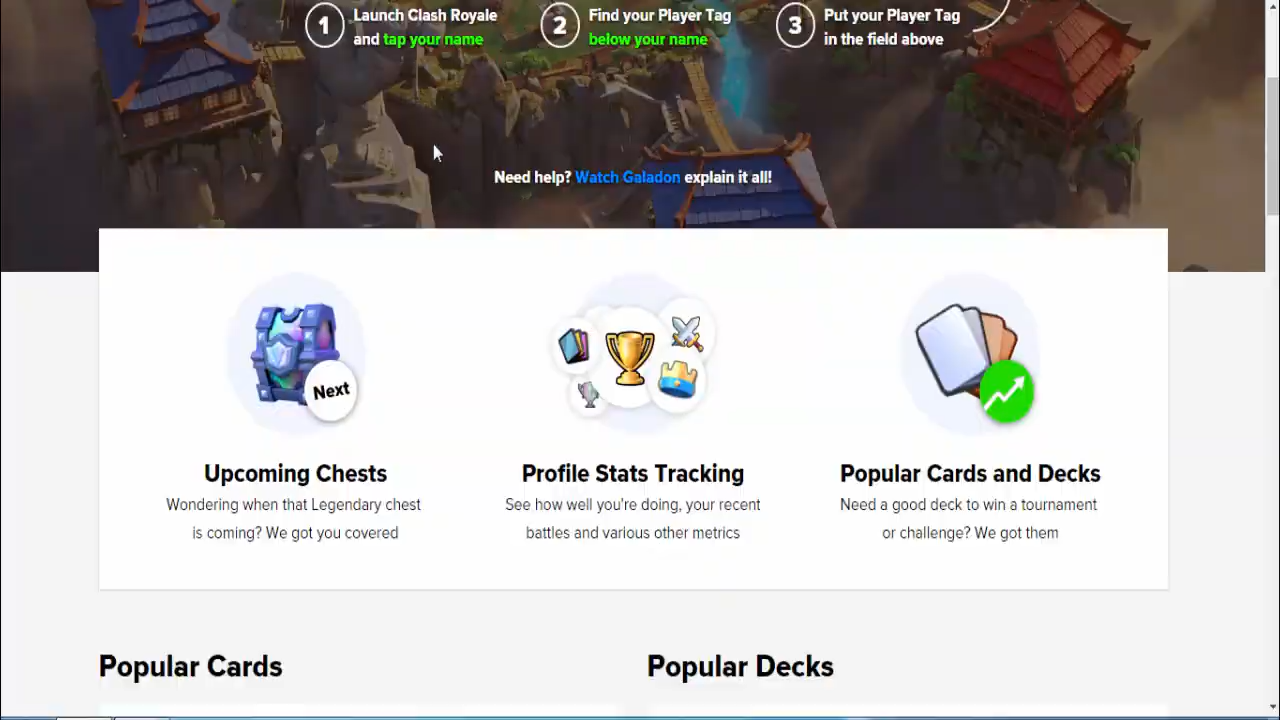 1 Launch Clash Royale
and tap your name
2 Find your Player Tag
below your name
3 Put your Player Tag
in the field above
Need help? Watch Galadon explain it all!
Next
Upcoming Chests
Wondering when that Legendary chest
is coming? We got you covered
Profile Stats Tracking
See how well you're doing, your recent
battles and various other metrics
Popular Cards and Decks
Need a good deck to win a tournament
or challenge? We got them
Popular Cards
Popular Decks